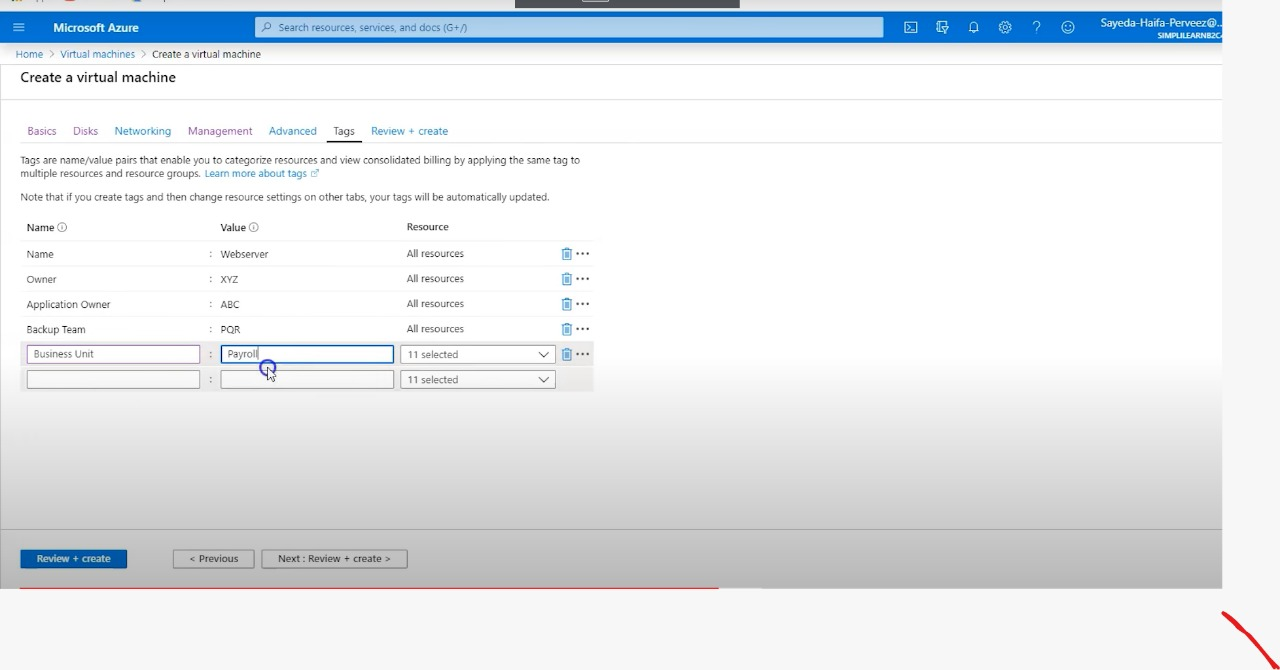 Microsoft Azure
Search resources, services, and docs (G+/)
Sayeda-Haifa-Perveez@...
SIMPLILEARNB2C
Home > Virtual machines > Create a virtual machine
Create a virtual machine
Basics Disks Networking Management Advanced Tags Review + create
Tags are name/value pairs that enable you to categorize resources and view consolidated billing by applying the same tag to
multiple resources and resource groups. Learn more about tags
Note that if you create tags and then change resource settings on other tabs, your tags will be automatically updated.
Name Value Resource
Name : Webserver All resources
Owner : XYZ All resources
Application Owner : ABC All resources
Backup Team : PQR All resources
Business Unit : Payroll 11 selected
: 11 selected
Review + create < Previous Next : Review + create >